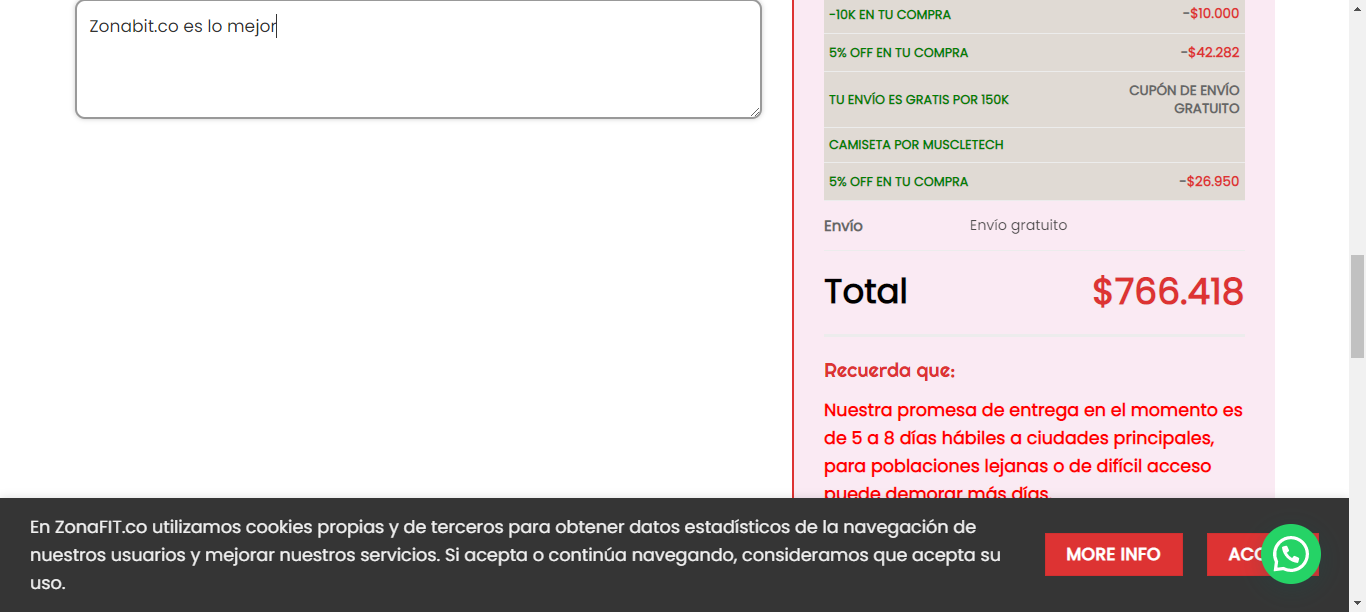 Zonabit.co es lo mejor
-10K EN TU COMPRA -$10.000
5% OFF EN TU COMPRA -$42.282
TU ENVÍO ES GRATIS POR 150K CUPÓN DE ENVÍO
GRATUITO
CAMISETA POR MUSCLETECH
5% OFF EN TU COMPRA -$26.950
Envío Envío gratuito
Total $766.418
Recuerda que:
Nuestra promesa de entrega en el momento es
de 5 a 8 días hábiles a ciudades principales,
para poblaciones lejanas o de difícil acceso
puede demorar más días
En ZonaFIT.co utilizamos cookies propias y de terceros para obtener datos estadísticos de la navegación de
nuestros usuarios y mejorar nuestros servicios. Si acepta o continúa navegando, consideramos que acepta su
uso.
MORE INFO